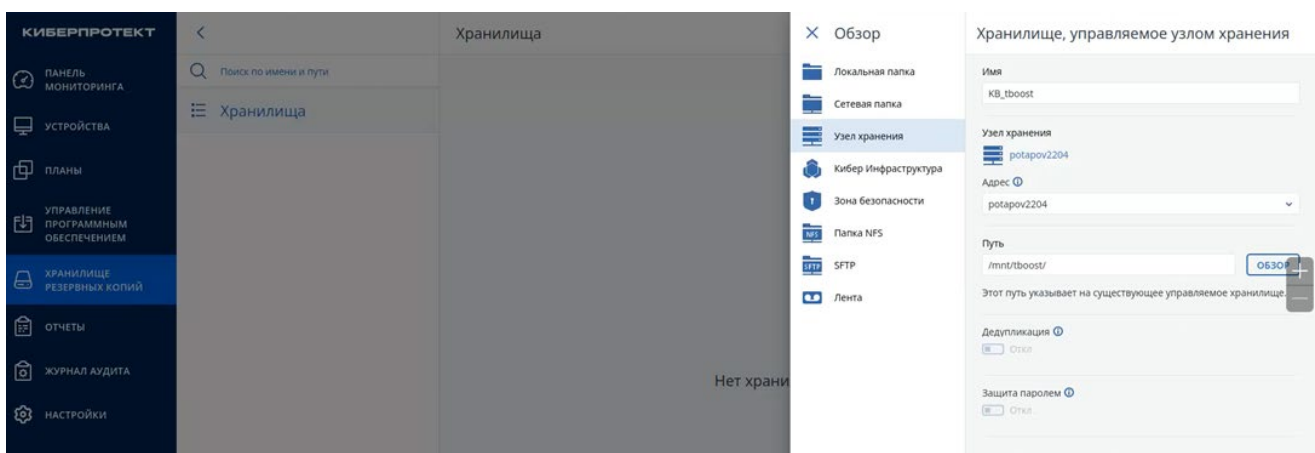 КИБЕРПРОТЕКТ
ПАНЕЛЬ
МОНИТОРИНГА
УСТРОЙСТВА
ПЛАНЫ
УПРАВЛЕНИЕ
ПРОГРАММНЫМ
ОБЕСПЕЧЕНИЕМ
ХРАНИЛИЩЕ
РЕЗЕРВНЫХ КОПИЙ
ОТЧЕТЫ
ЖУРНАЛ АУДИТА
НАСТРОЙКИ
Поиск по имени и пути
Хранилища
Хранилища
Нет храни
Обзор
Локальная папка
Сетевая папка
Узел хранения
Кибер Инфраструктура
Зона безопасности
NFS Папка NFS
SFTP SFTP
Лента
Хранилище, управляемое узлом хранения
Имя
KB_tboost
Узел хранения
potapov2204
Адрес
potapov2204
Путь
/mnt/tboost/
ОБЗОР
Этот путь указывает на существующее управляемое хранилище.
Дедупликация
Откл
Защита паролем
Откл